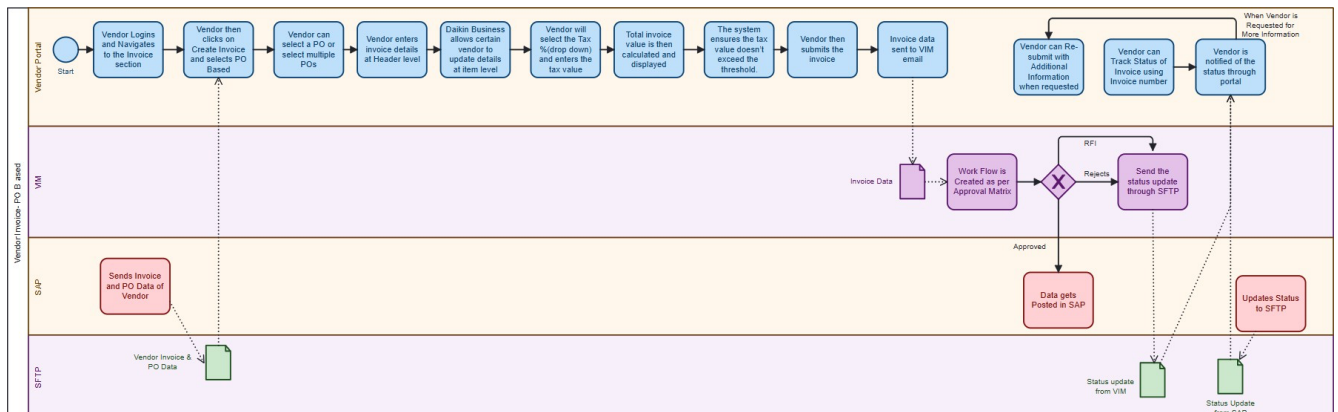 Vendor Invoice- PO Based
Vendor Portal
Start
Vendor Logins
and Navigates
to the Invoice
section
Vendor then
clicks on
Create Invoice
and selects PO
Based
Vendor can
select a PO or
select multiple
POs
Vendor enters
invoice details
at Header level
Daikin Business
allows certain
vendor to
update details
at item level
Vendor will
select the Tax
%(drop down)
and enters the
tax value
Total invoice
value is then
calculated and
displayed
The system
ensures the tax
value doesn't
exceed the
threshold.
Vendor then
submits the
invoice
Invoice data
sent to VIM
email
Vendor can Re-
submit with
Additional
Information
when requested
Vendor can
Track Status of
Invoice using
Invoice number
When Vendor is
Requested for
More Information
Vendor is
notified of the
status through
portal
VIM
Invoice Data
Work Flow is
Created as per
Approval Matrix
RFI
Rejects
Send the
status update
through SFTP
Approved
SAP
Sends Invoice
and PO Data of
Vendor
Data gets
Posted in SAP
Updates Status
to SFTP
SFTP
Vendor Invoice &
PO Data
Status update
from VIM
Status Update
from SAP